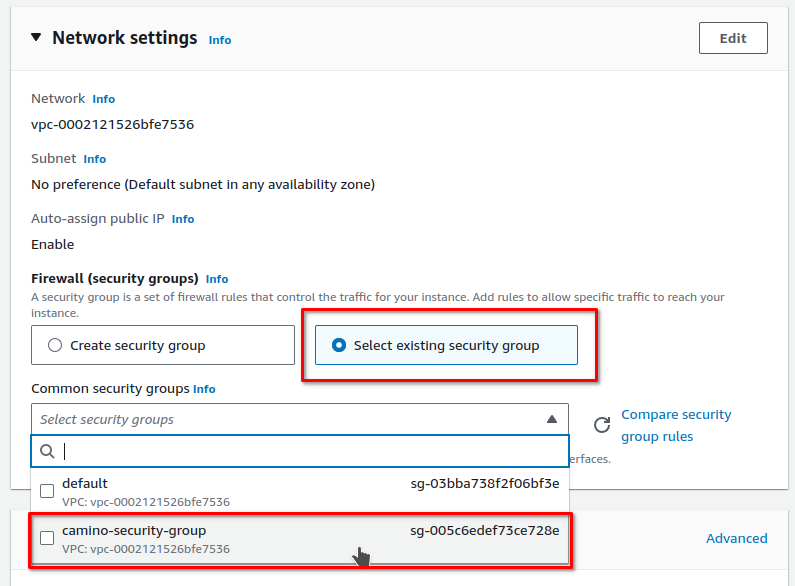 Network settings Info
Edit
Network Info
vpc-0002121526bfe7536
Subnet Info
No preference (Default subnet in any availability zone)
Auto-assign public IP Info
Enable
Firewall (security groups) Info
A security group is a set of firewall rules that control the traffic for your instance. Add rules to allow specific traffic to reach your
instance.
Create security group
Select existing security group
Common security groups Info
Select security groups
Compare security
group rules
erfaces.
default sg-03bba738f2f06bf3e
VPC: vpc-0002121526bfe7536
camino-security-group sg-005c6edef73ce728e
VPC: vpc-0002121526bfe7536
Advanced